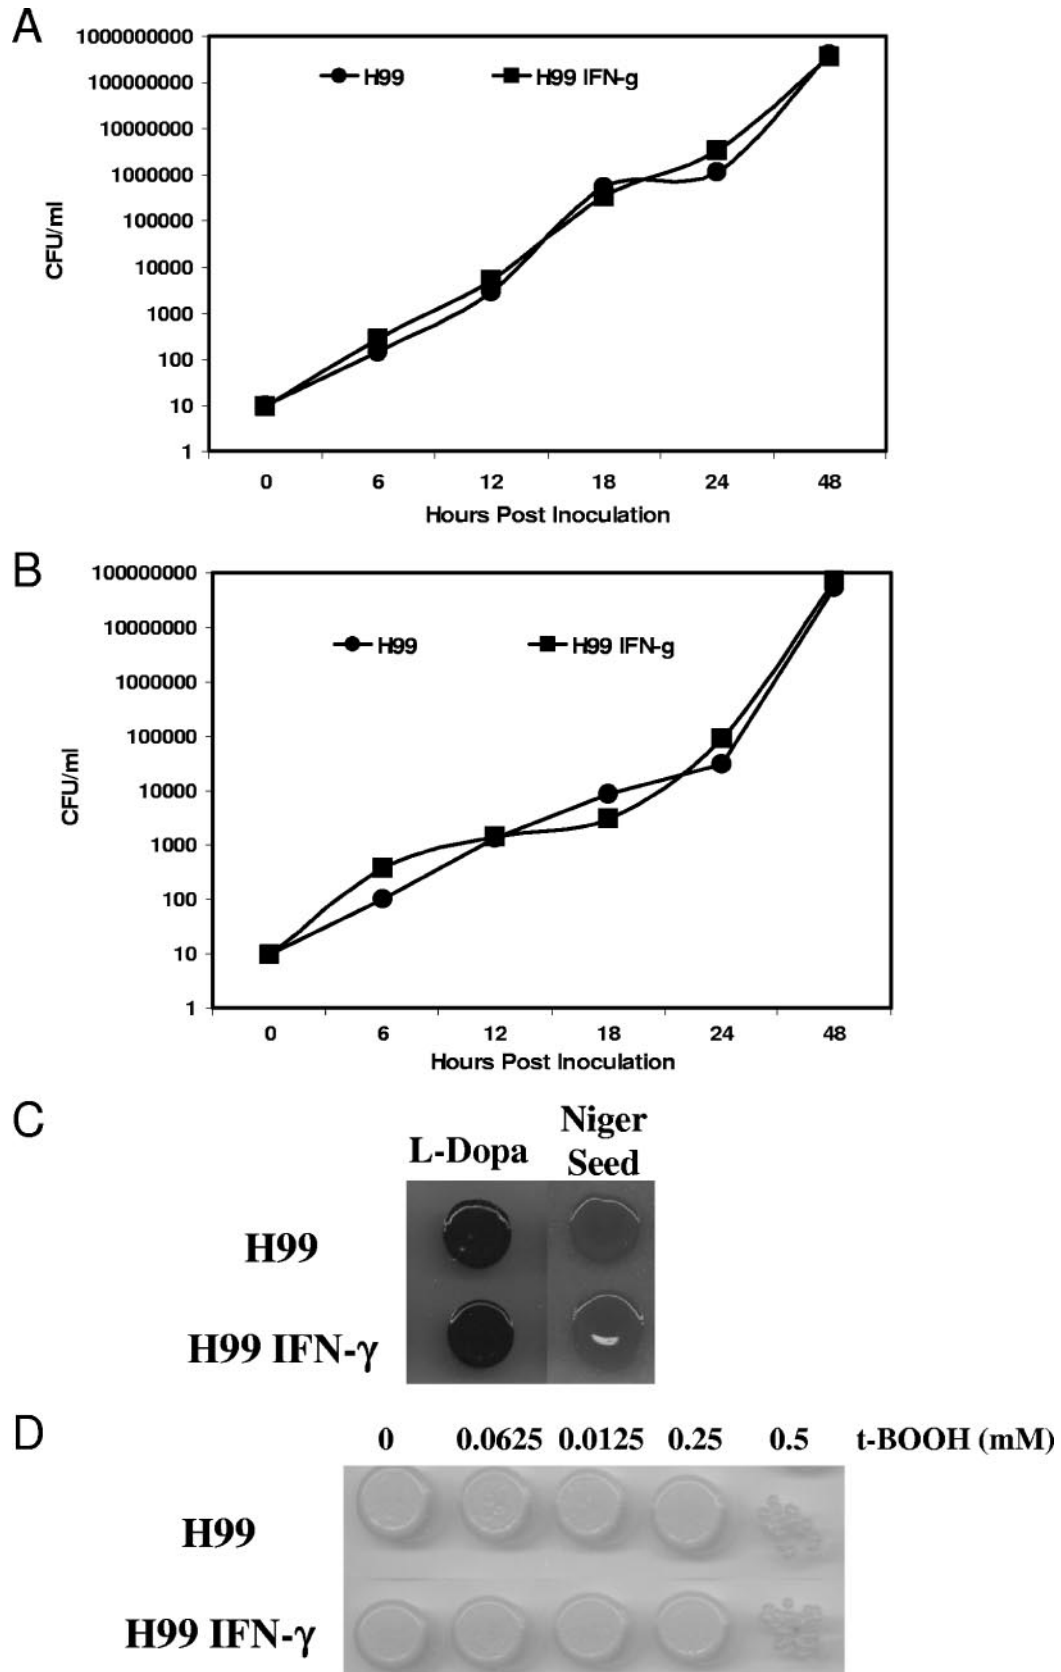 A
1000000000
100000000
10000000
1000000
100000
10000
1000
100
10
1
CFU/ml
H99 H99 IFN-g
0 6 12 18 24 48
Hours Post Inoculation
B
100000000
10000000
1000000
100000
10000
1000
100
10
1
CFU/ml
H99 H99 IFN-g
0 6 12 18 24 48
Hours Post Inoculation
C
L-Dopa
Niger
Seed
H99
H99 IFN-γ
D
0 0.0625 0.0125 0.25 0.5 t-BOOH (mM)
H99
H99 IFN-γ